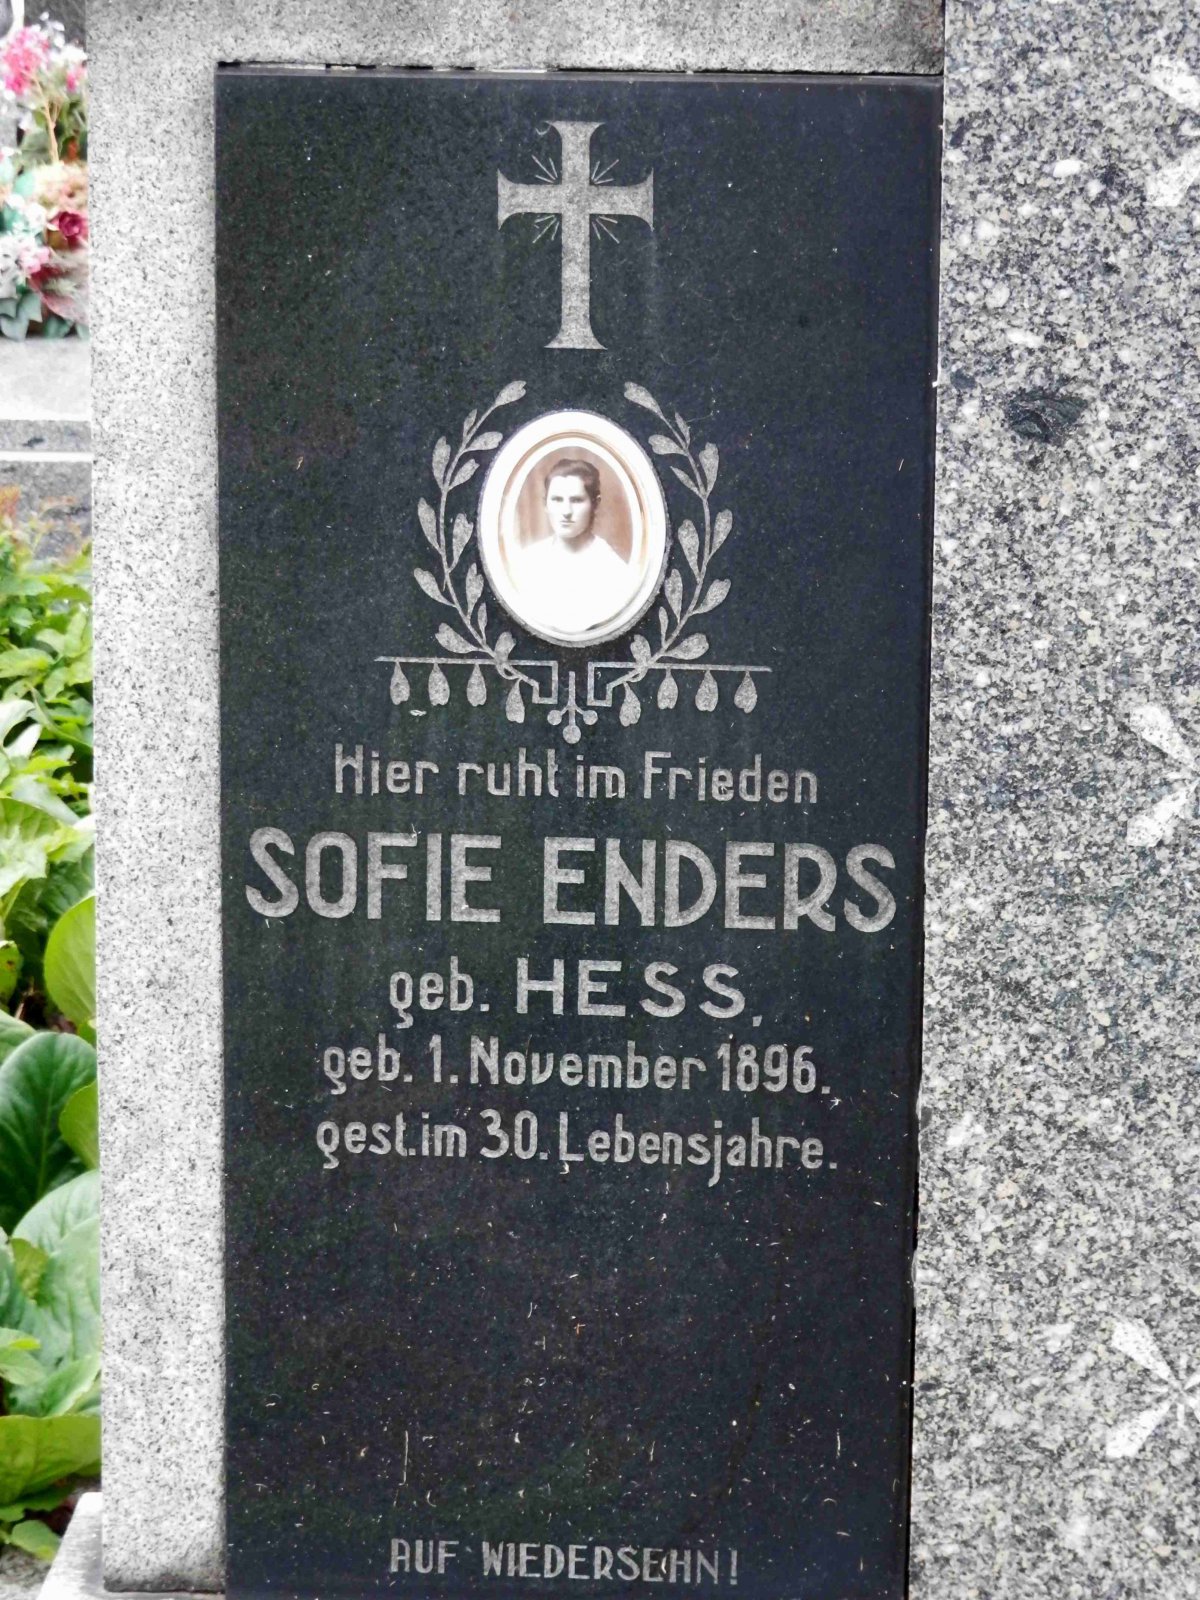 Hier ruht im Frieden
SOFIE ENDERS
geb. HESS,
geb. 1. November 1896.
gest. im 30. Lebensjahre.
AUF WIEDERSEHN!